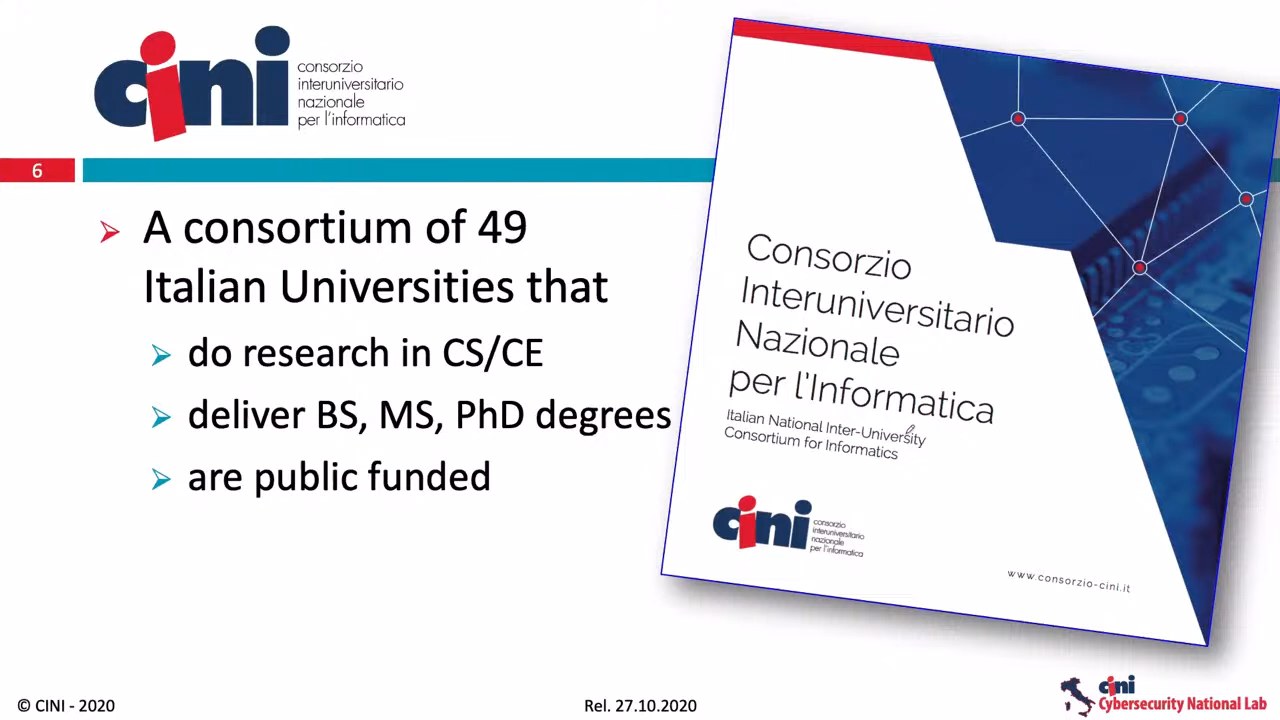 cini
consorzio
interuniversitario
nazionale
per l'informatica
6
A consortium of 49
Italian Universities that
do research in CS/CE
deliver BS, MS, PhD degrees
are public funded
Consorzio
Interuniversitario
Nazionale
per l'Informatica
Italian National Inter-University
Consortium for Informatics
cini
consorzio
interuniversitario
nazionale
per l'informatica
www.consorzio-cini.it
© CINI - 2020
Rel. 27.10.2020
cini
Cybersecurity National Lab